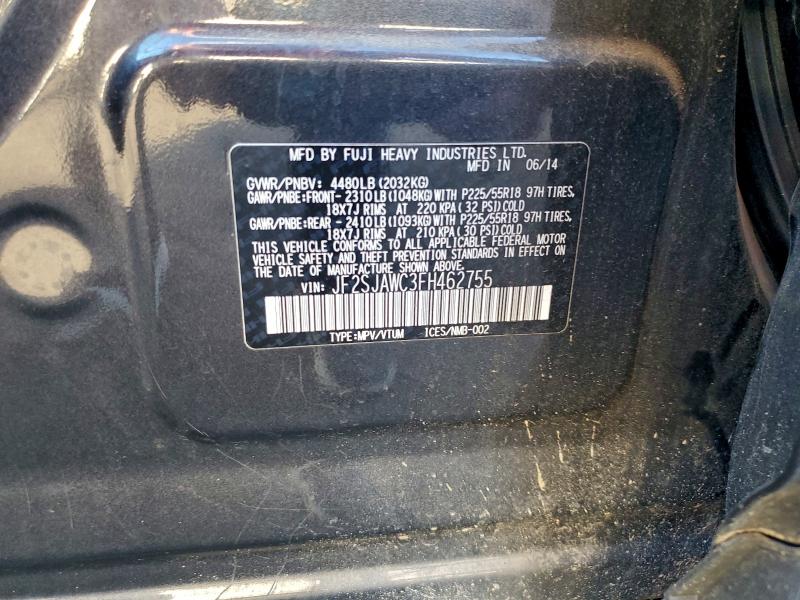 MFD BY FUJI HEAVY INDUSTRIES LTD.
MFD IN 06/14
GVWR/PNBV: 4480LB (2032KG)
GAWR/PNBE:FRONT- 2310LB (1048KG) WITH P225/55R18 97H TIRES,
18X7J RIMS AT 220 KPA (32 PSI) COLD
GAWR/PNBE:REAR - 2410LB (1093KG) WITH P225/55R18 97H TIRES,
18X7J RIMS AT 210 KPA (30 PSI) COLD
THIS VEHICLE CONFORMS TO ALL APPLICABLE FEDERAL MOTOR
VEHICLE SAFETY AND THEFT PREVENTION STANDARDS IN EFFECT ON
THE DATE OF MANUFACTURE SHOWN ABOVE.
VIN: JF2SJAWC3FH462755
TYPE:MPV/VTUM ICES/NMB-002